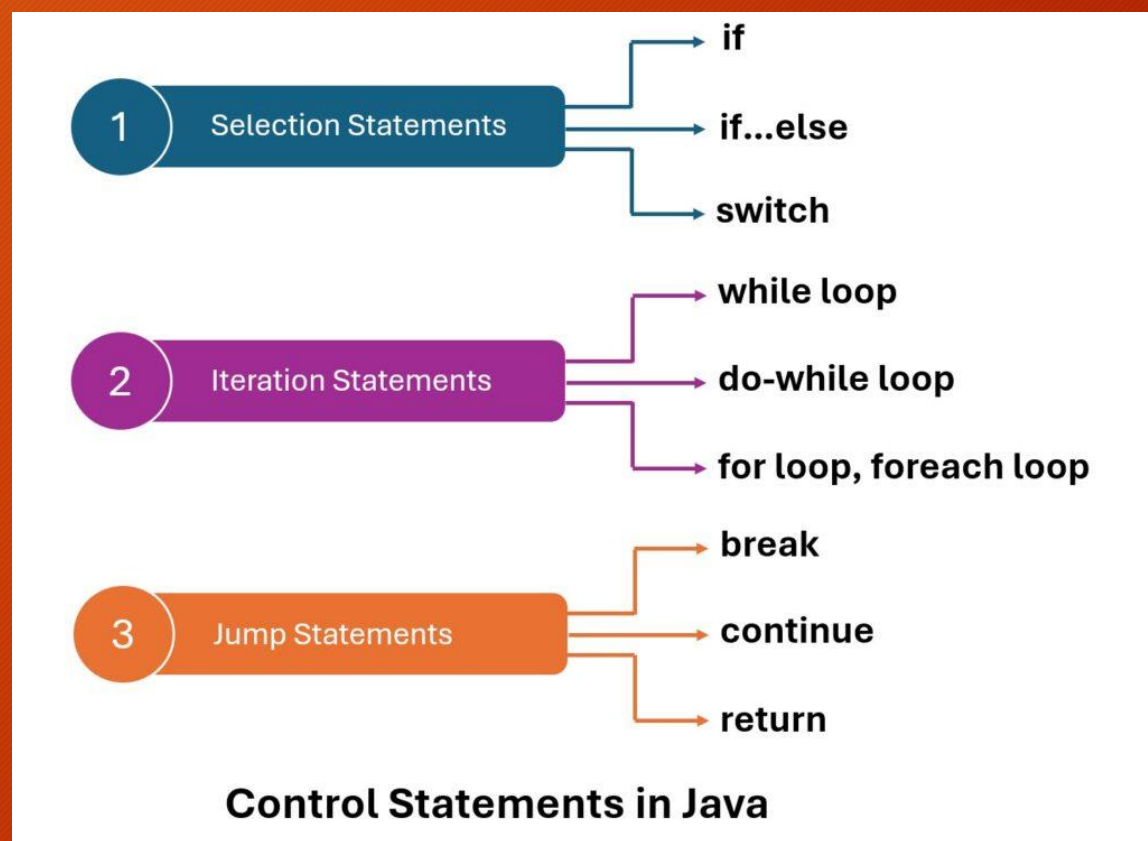 1
Selection Statements
if
if...else
switch
2
Iteration Statements
while loop
do-while loop
for loop, foreach loop
3
Jump Statements
break
continue
return
Control Statements in Java